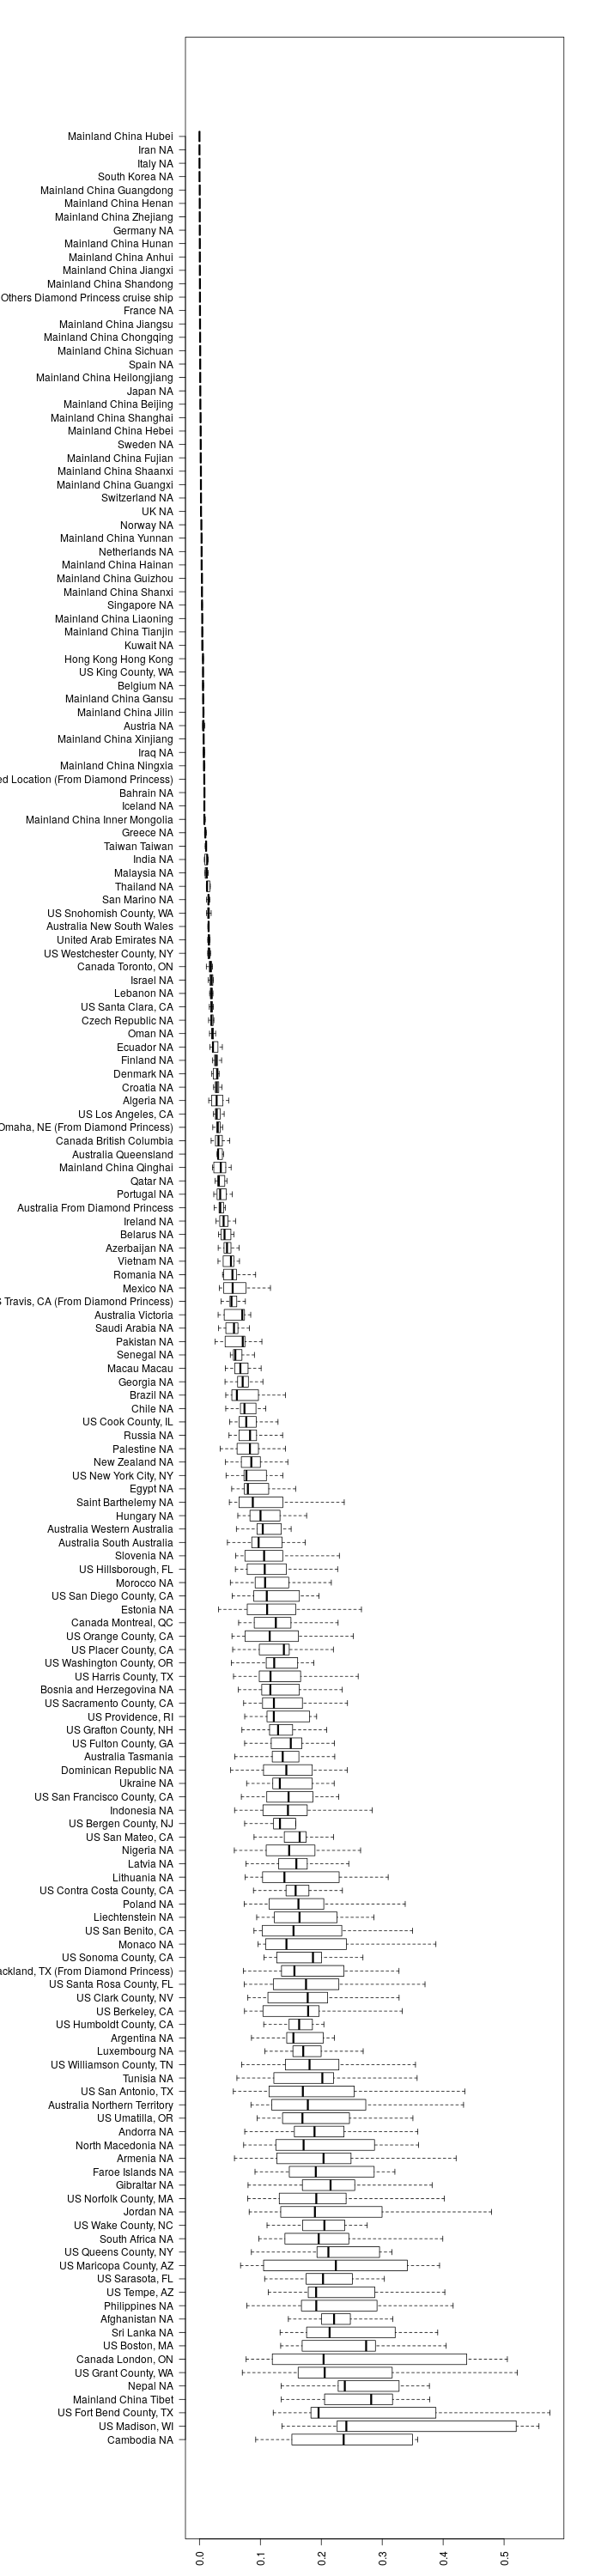 Mainland China Hubei
Iran NA
Italy NA
South Korea NA
Mainland China Guangdong
Mainland China Henan
Mainland China Zhejiang
Germany NA
Mainland China Hunan
Mainland China Anhui
Mainland China Jiangxi
Mainland China Shandong
Others Diamond Princess cruise ship
France NA
Mainland China Jiangsu
Mainland China Chongqing
Mainland China Sichuan
Spain NA
Mainland China Heilongjiang
Japan NA
Mainland China Beijing
Mainland China Shanghai
Mainland China Hebei
Sweden NA
Mainland China Fujian
Mainland China Shaanxi
Mainland China Guangxi
Switzerland NA
UK NA
Norway NA
Mainland China Yunnan
Netherlands NA
Mainland China Hainan
Mainland China Guizhou
Mainland China Shanxi
Singapore NA
Mainland China Liaoning
Mainland China Tianjin
Kuwait NA
Hong Kong Hong Kong
US King County, WA
Belgium NA
Mainland China Gansu
Mainland China Jilin
Austria NA
Mainland China Xinjiang
Iraq NA
Mainland China Ningxia
ed Location (From Diamond Princess)
Bahrain NA
Iceland NA
Mainland China Inner Mongolia
Greece NA
Taiwan Taiwan
India NA
Malaysia NA
Thailand NA
San Marino NA
US Snohomish County, WA
Australia New South Wales
United Arab Emirates NA
US Westchester County, NY
Canada Toronto, ON
Israel NA
Lebanon NA
US Santa Clara, CA
Czech Republic NA
Oman NA
Ecuador NA
Finland NA
Denmark NA
Croatia NA
Algeria NA
US Los Angeles, CA
Omaha, NE (From Diamond Princess)
Canada British Columbia
Australia Queensland
Mainland China Qinghai
Qatar NA
Portugal NA
Australia From Diamond Princess
Ireland NA
Belarus NA
Azerbaijan NA
Vietnam NA
Romania NA
Mexico NA
S Travis, CA (From Diamond Princess)
Australia Victoria
Saudi Arabia NA
Pakistan NA
Senegal NA
Macau Macau
Georgia NA
Brazil NA
Chile NA
US Cook County, IL
Russia NA
Palestine NA
New Zealand NA
US New York City, NY
Egypt NA
Saint Barthelemy NA
Hungary NA
Australia Western Australia
Australia South Australia
Slovenia NA
US Hillsborough, FL
Morocco NA
US San Diego County, CA
Estonia NA
Canada Montreal, QC
US Orange County, CA
US Placer County, CA
US Washington County, OR
US Harris County, TX
Bosnia and Herzegovina NA
US Sacramento County, CA
US Providence, RI
US Grafton County, NH
US Fulton County, GA
Australia Tasmania
Dominican Republic NA
Ukraine NA
US San Francisco County, CA
Indonesia NA
US Bergen County, NJ
US San Mateo, CA
Nigeria NA
Latvia NA
Lithuania NA
US Contra Costa County, CA
Poland NA
Liechtenstein NA
US San Benito, CA
Monaco NA
US Sonoma County, CA
ackland, TX (From Diamond Princess)
US Santa Rosa County, FL
US Clark County, NV
US Berkeley, CA
US Humboldt County, CA
Argentina NA
Luxembourg NA
US Williamson County, TN
Tunisia NA
US San Antonio, TX
Australia Northern Territory
US Umatilla, OR
Andorra NA
North Macedonia NA
Armenia NA
Faroe Islands NA
Gibraltar NA
US Norfolk County, MA
Jordan NA
US Wake County, NC
South Africa NA
US Queens County, NY
US Maricopa County, AZ
US Sarasota, FL
US Tempe, AZ
Philippines NA
Afghanistan NA
Sri Lanka NA
US Boston, MA
Canada London, ON
US Grant County, WA
Nepal NA
Mainland China Tibet
US Fort Bend County, TX
US Madison, WI
Cambodia NA
0.0 0.1 0.2 0.3 0.4 0.5